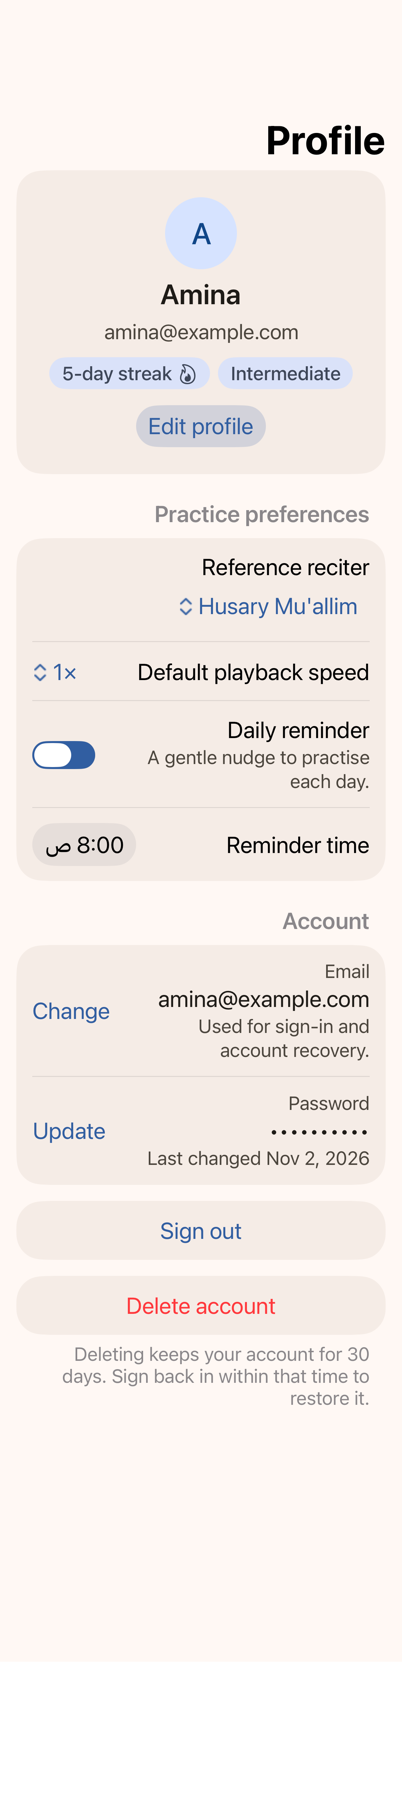 Profile
A
Amina
amina@example.com
5-day streak
Intermediate
Edit profile
Practice preferences
Reference reciter
Husary Mu'allim
Default playback speed
1×
Daily reminder
A gentle nudge to practise
each day.
Reminder time
8:00 ص
Account
Email
amina@example.com
Used for sign-in and
account recovery.
Change
Password
••••••••••
Last changed Nov 2, 2026
Update
Sign out
Delete account
Deleting keeps your account for 30
days. Sign back in within that time to
restore it.